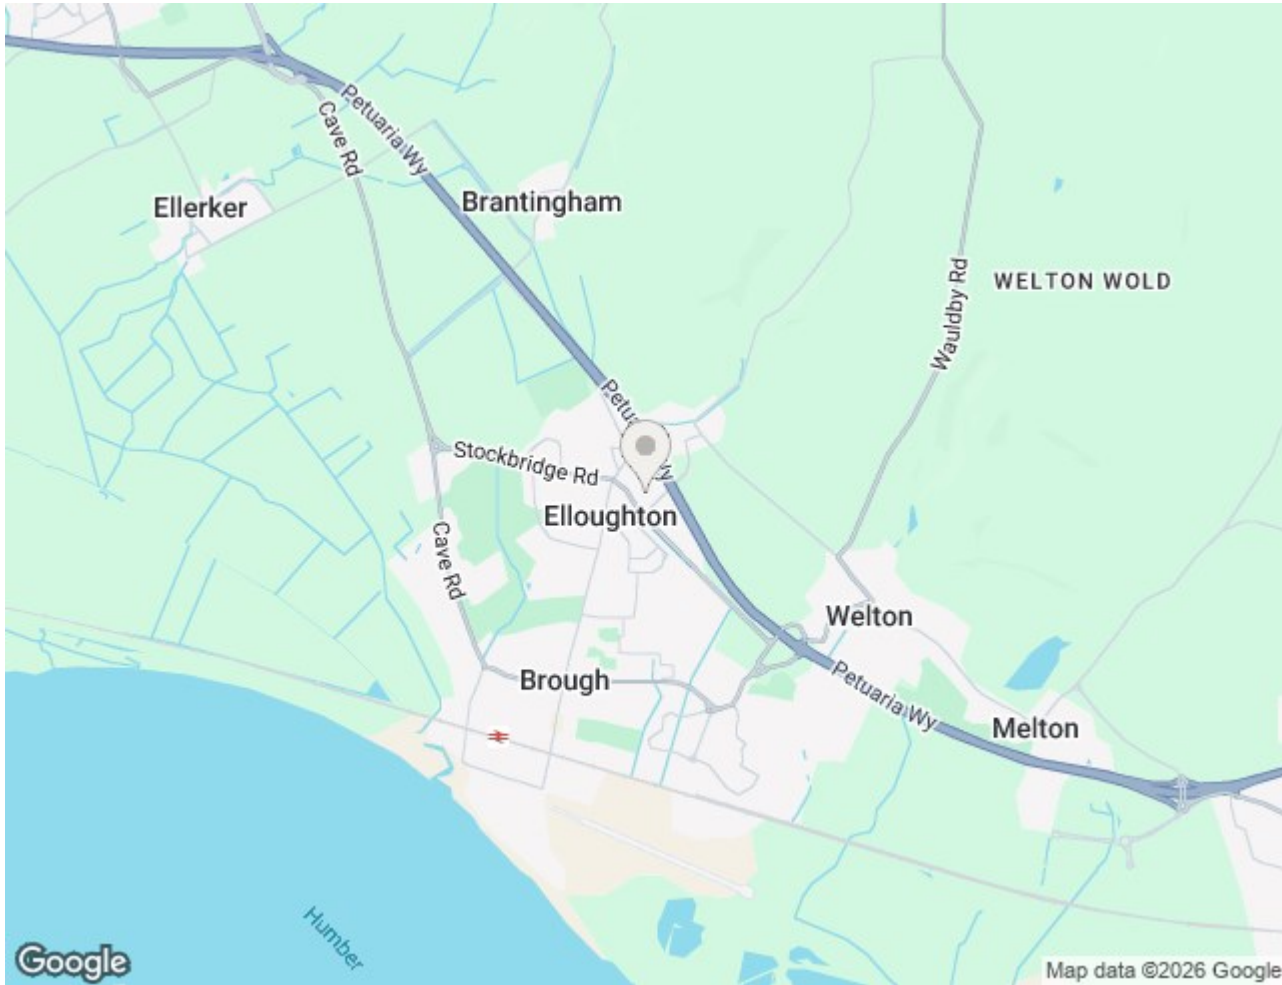 Petuaria Wy
Cave Rd
Ellerker
Brantingham
WELTON WOLD
Wauldby Rd
Stockbridge Rd
Elloughton
Cave Rd
Welton
Brough
Petuaria Wy
Melton
Humber
Google
Map data ©2026 Google